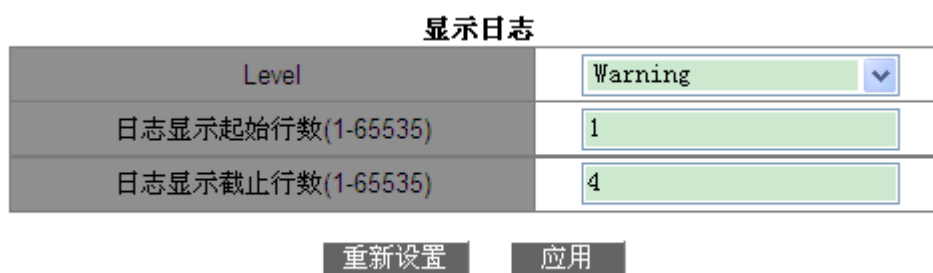 显示日志
Level Warning
日志显示起始行数(1-65535) 1
日志显示截止行数(1-65535) 4
重新设置 应用